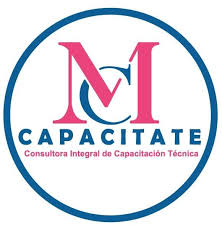 MC
CAPACITATE
Consultora Integral de Capacitación Técnica